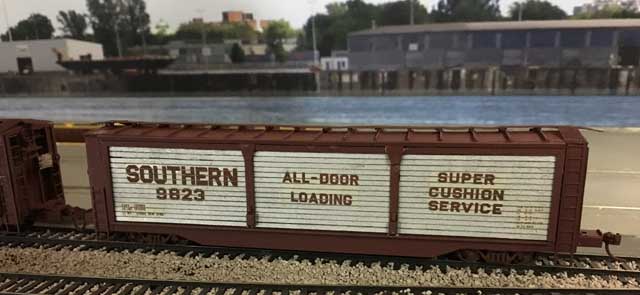 SOUTHERN
9823
ALL-DOOR
LOADING
SUPER
CUSHION
SERVICE